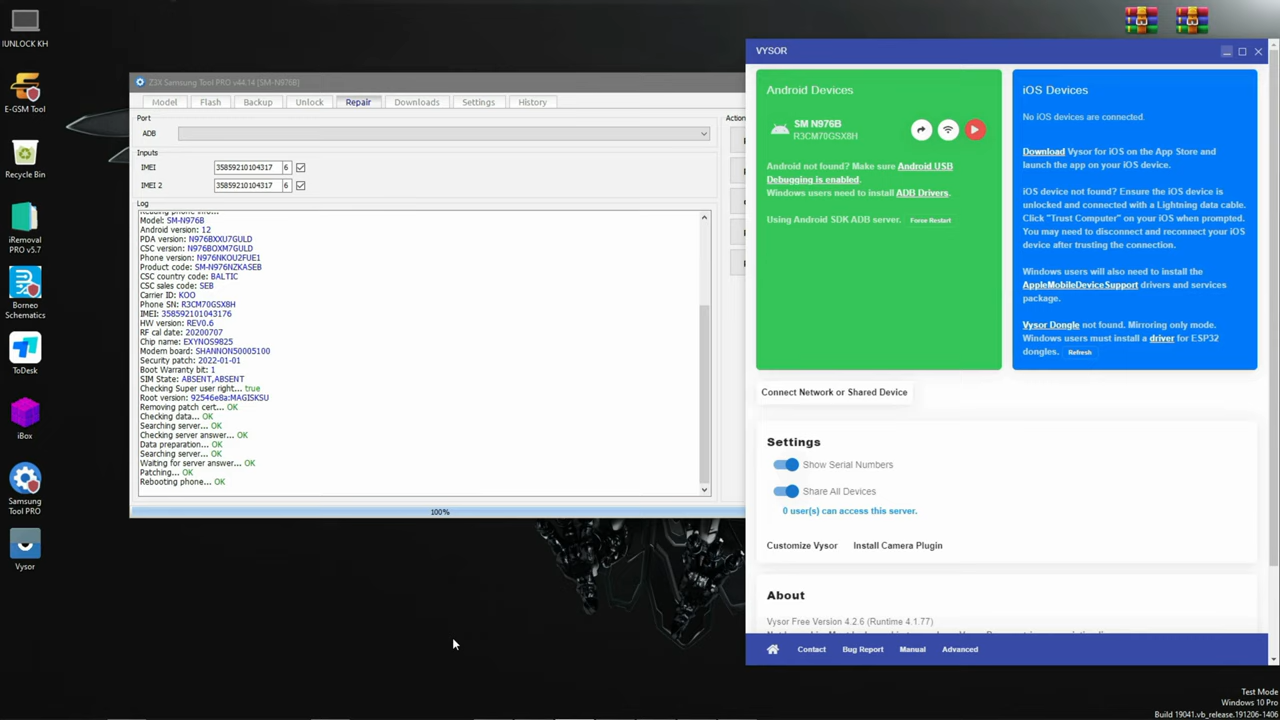 IUNLOCK KH
E-GSM Tool
Recycle Bin
iRemoval
PRO v5.7
Borneo
Schematics
ToDesk
iBox
Samsung
Tool PRO
Vysor
Z3X Samsung Tool PRO v44.14 [SM-N976B]
Model Flash Backup Unlock Repair Downloads Settings History
Port
ADB
Inputs
IMEI 35859210104317 6
IMEI 2 35859210104317 6
Log
Model: SM-N976B
Android version: 12
PDA version: N976BXXU7GULD
CSC version: N976BOXM7GULD
Phone version: N976NKOU2FUE1
Product code: SM-N976NZKASEB
CSC country code: BALTIC
CSC sales code: SEB
Carrier ID: KOO
Phone SN: R3CM70GSX8H
IMEI: 358592101043176
HW version: REV0.6
RF cal date: 20200707
Chip name: EXYNOS9825
Modem board: SHANNON50005100
Security patch: 2022-01-01
Boot Warranty bit: 1
SIM State: ABSENT,ABSENT
Checking Super user right... true
Root version: 92546e8a:MAGISKSU
Removing patch cert... OK
Checking data... OK
Searching server... OK
Checking server answer... OK
Data preparation... OK
Searching server... OK
Waiting for server answer... OK
Patching... OK
Rebooting phone... OK
100%
Action
VYSOR
Android Devices
SM N976B
R3CM70GSX8H
Android not found? Make sure Android USB
Debugging is enabled.
Windows users need to install ADB Drivers.
Using Android SDK ADB server. Force Restart
iOS Devices
No iOS devices are connected.
Download Vysor for iOS on the App Store and
launch the app on your iOS device.
iOS device not found? Ensure the iOS device is
unlocked and connected with a Lightning data cable.
Click "Trust Computer" on your iOS when prompted.
You may need to disconnect and reconnect your iOS
device after trusting the connection.
Windows users will also need to install the
AppleMobileDeviceSupport drivers and services
package.
Vysor Dongle not found. Mirroring only mode.
Windows users must install a driver for ESP32
dongles. Refresh
Connect Network or Shared Device
Settings
Show Serial Numbers
Share All Devices
0 user(s) can access this server.
Customize Vysor Install Camera Plugin
About
Vysor Free Version 4.2.6 (Runtime 4.1.77)
Contact Bug Report Manual Advanced
Test Mode
Windows 10 Pro
Build 19041.vb_release.191206-1406